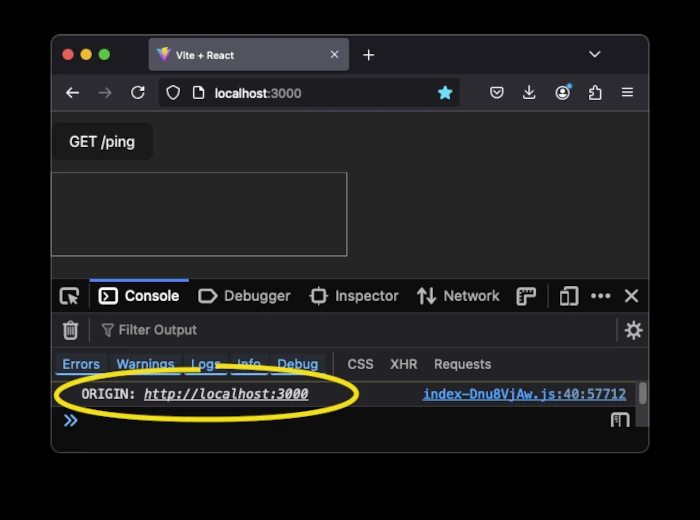 Vite + React
localhost:3000
GET /ping
Console Debugger Inspector Network
Filter Output
Errors Warnings Logs Info Debug CSS XHR Requests
ORIGIN: http://localhost:3000 index-Dnu8VjAw.js:40:57712